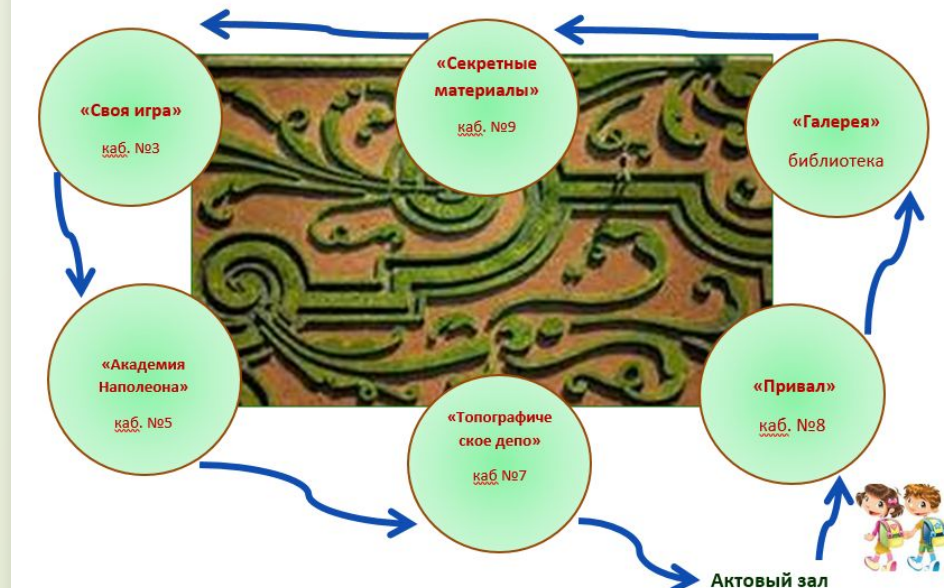 «Своя игра»
каб. №3
«Секретные
материалы»
каб. №9
«Галерея»
библиотека
«Академия
Наполеона»
каб. №5
«Топографиче
ское депо»
каб №7
«Привал»
каб. №8
Актовый зал